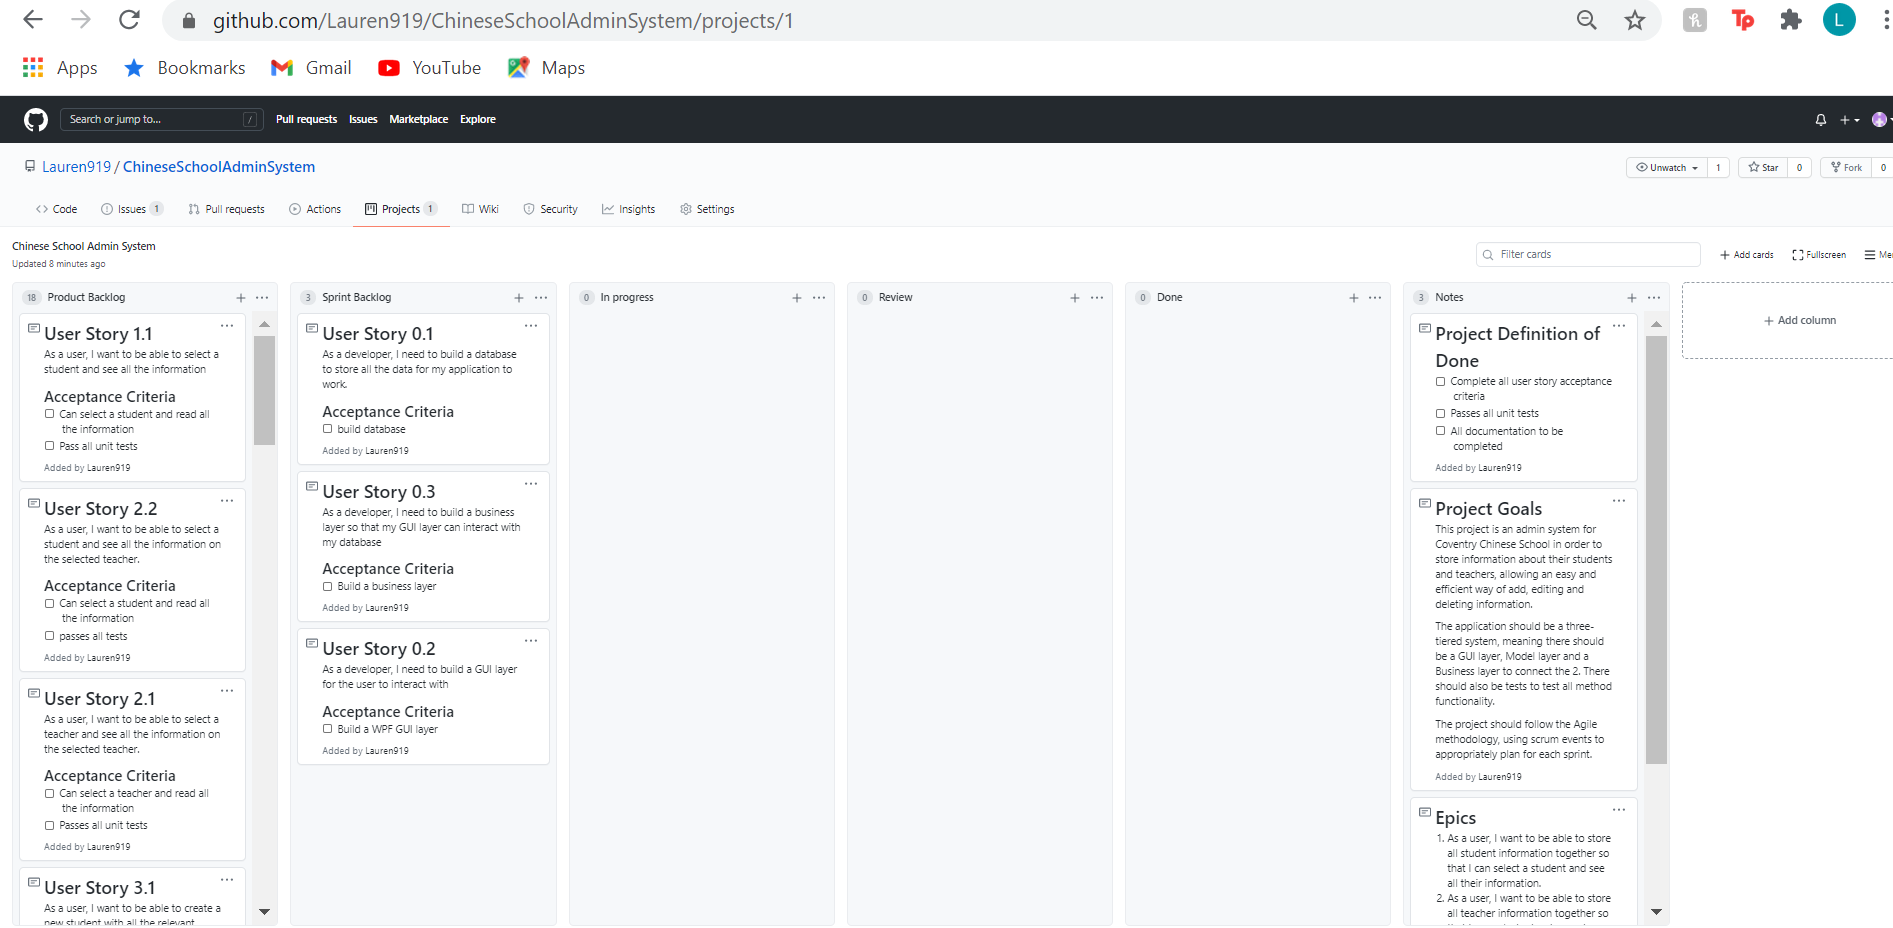 github.com/Lauren919/ChineseSchoolAdminSystem/projects/1
L
Apps Bookmarks Gmail YouTube Maps
Search or jump to... /
Pull requests Issues Marketplace Explore
Lauren919 / ChineseSchoolAdminSystem
Unwatch 1 Star 0 Fork 0
Code Issues 1 Pull requests Actions Projects 1 Wiki Security Insights Settings
Chinese School Admin System
Updated 8 minutes ago
Filter cards
Add cards Fullscreen
18 Product Backlog
User Story 1.1
As a user, I want to be able to select a
student and see all the information
Acceptance Criteria
Can select a student and read all
the information
Pass all unit tests
Added by Lauren919
User Story 2.2
As a user, I want to be able to select a
student and see all the information on
the selected teacher.
Acceptance Criteria
Can select a student and read all
the information
passes all tests
Added by Lauren919
User Story 2.1
As a user, I want to be able to select a
teacher and see all the information on
the selected teacher.
Acceptance Criteria
Can select a teacher and read all
the information
Passes all unit tests
Added by Lauren919
User Story 3.1
As a user, I want to be able to create a
new student with all the relevant
3 Sprint Backlog
User Story 0.1
As a developer, I need to build a database
to store all the data for my application to
work.
Acceptance Criteria
build database
Added by Lauren919
User Story 0.3
As a developer, I need to build a business
layer so that my GUI layer can interact with
my database
Acceptance Criteria
Build a business layer
Added by Lauren919
User Story 0.2
As a developer, I need to build a GUI layer
for the user to interact with
Acceptance Criteria
Build a WPF GUI layer
Added by Lauren919
0 In progress
0 Review
0 Done
3 Notes
Project Definition of
Done
Complete all user story acceptance
criteria
Passes all unit tests
All documentation to be
completed
Added by Lauren919
Project Goals
This project is an admin system for
Coventry Chinese School in order to
store information about their students
and teachers, allowing an easy and
efficient way of add, editing and
deleting information.
The application should be a three-
tiered system, meaning there should
be a GUI layer, Model layer and a
Business layer to connect the 2. There
should also be tests to test all method
functionality.
The project should follow the Agile
methodology, using scrum events to
appropriately plan for each sprint.
Added by Lauren919
Epics
1. As a user, I want to be able to store
all student information together so
that I can select a student and see
all their information.
2. As a user, I want to be able to store
all teacher information together so
Add column